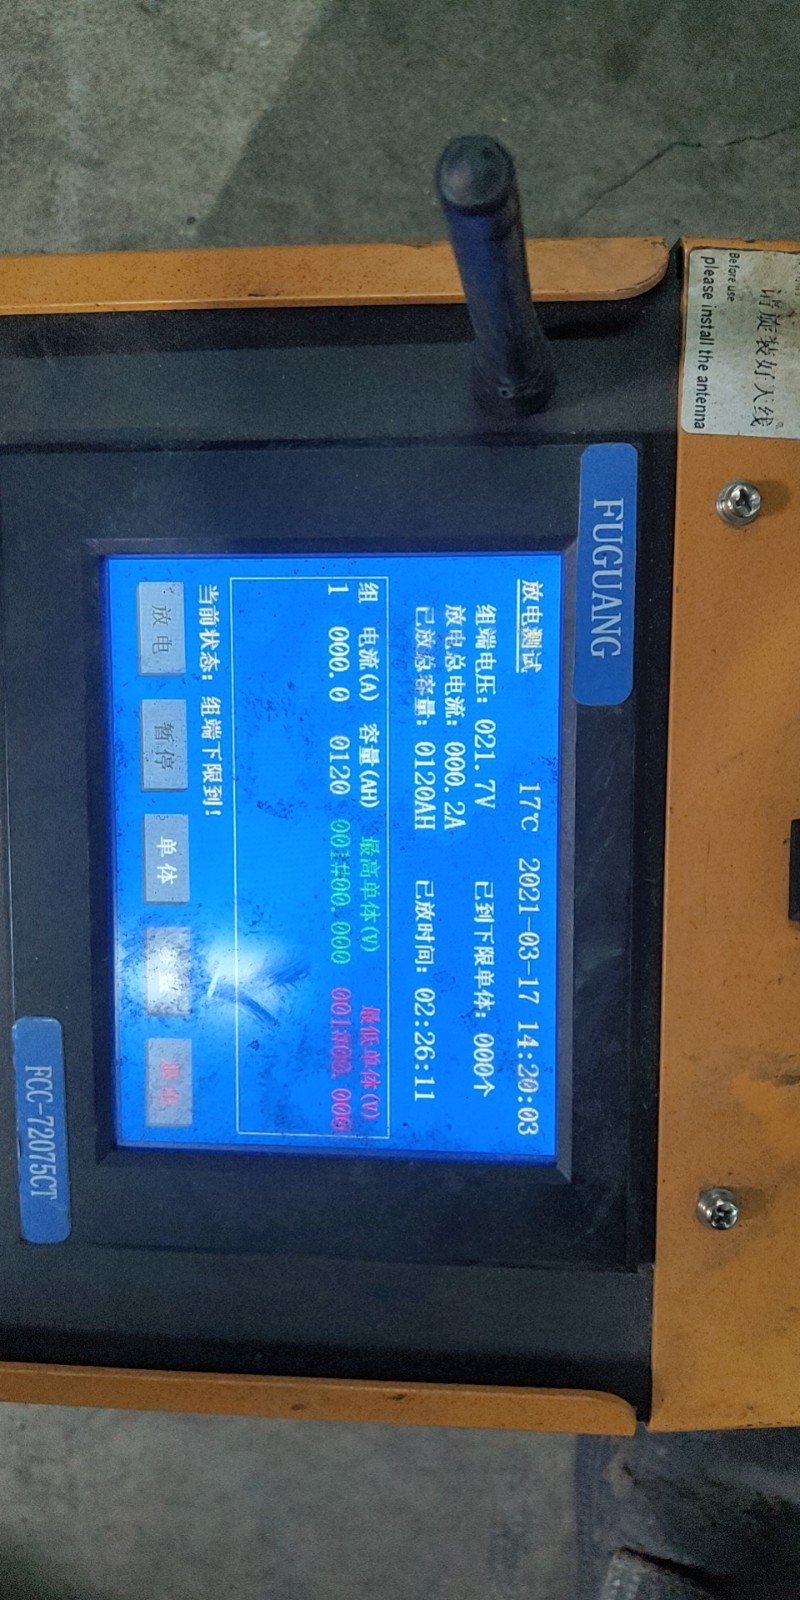 请旋装好天线
Before use
please install the antenna
FUGUANG
放电测试 17℃ 2021-03-17 14:20:03
组端电压: 021.7V 已到下限单体: 000个
放电总电流: 000.2A
已放总容量: 0120AH 已放时间: 02:26:11
组 电流(A) 容量(AH) 最高单体(V) 最低单体(V)
1 000.0 0120 001#00.000 001#00.000
当前状态: 组端下限到!
放电 暂停 单体
FCC-72075CT